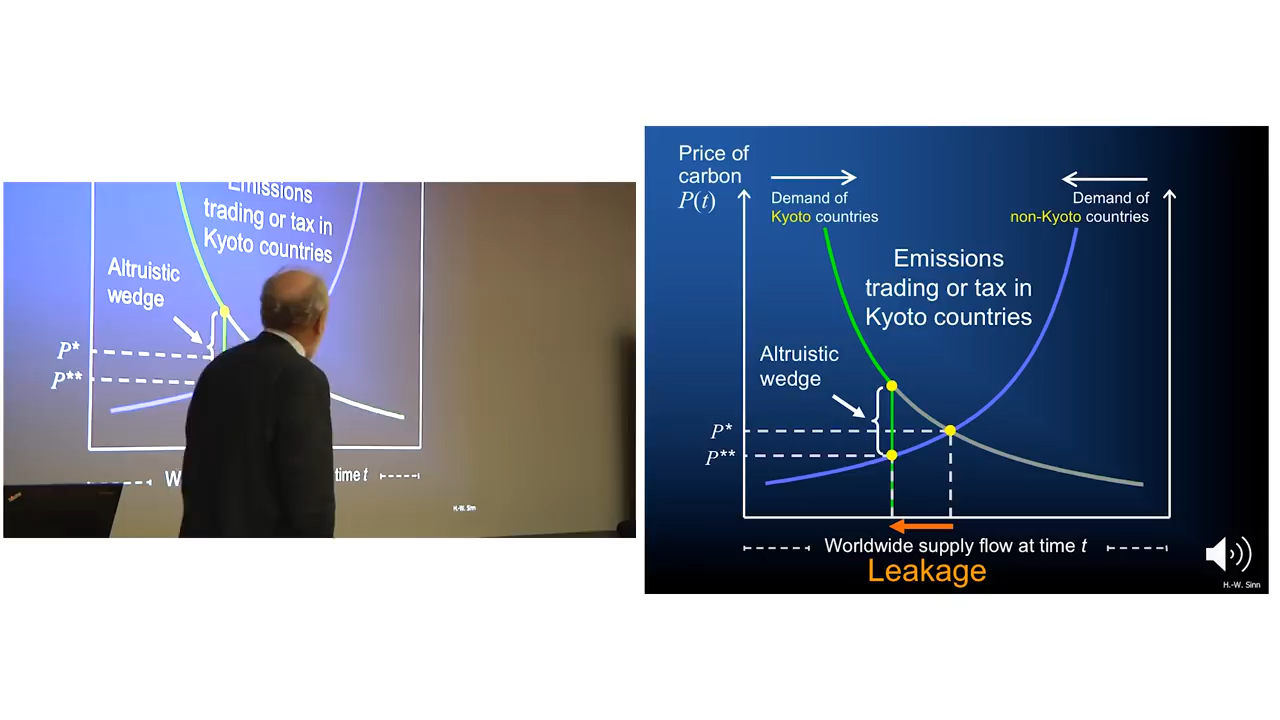 Emissions
trading or tax in
Kyoto countries
Altruistic
wedge
P*
P**
W
time t
H.-W. Sinn
Price of
carbon
P(t)
Demand of
Kyoto countries
Demand of
non-Kyoto countries
Emissions
trading or tax in
Kyoto countries
Altruistic
wedge
P*
P**
Worldwide supply flow at time t
Leakage
H.-W. Sinn